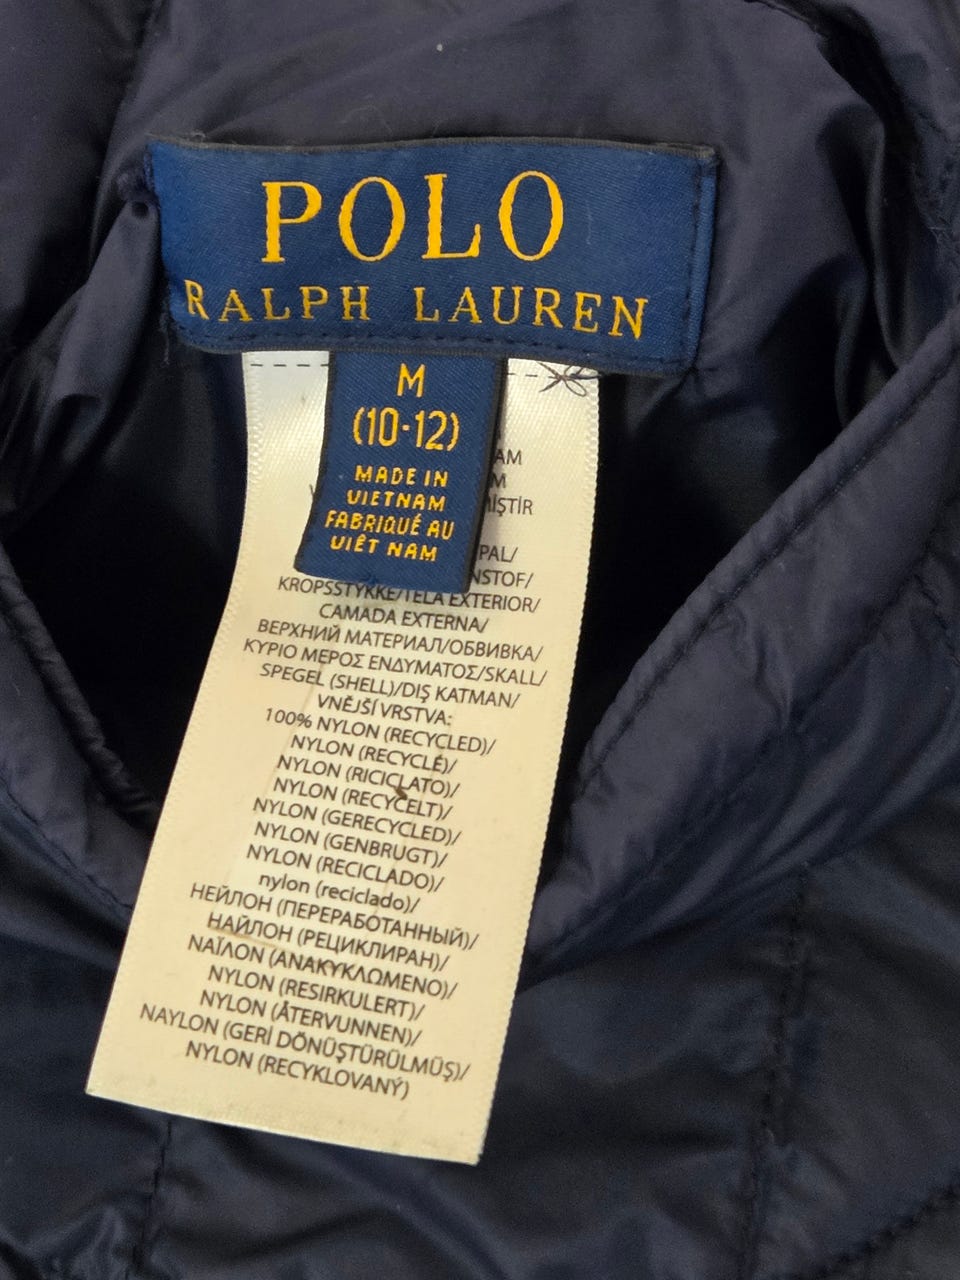 POLO
RALPH LAUREN
M
(10-12)
MADE IN
VIETNAM
FABRIQUÉ AU
VIÊT NAM
KROPSSTYKKE/TELA EXTERIOR/
CAMADA EXTERNA/
ВЕРХНИЙ МАТЕРИАЛ/ОБВИВКА/
ΚΥΡΙΟ ΜΕΡΟΣ ΕΝΔΥΜΑΤΟΣ/SKALL/
SPEGEL (SHELL)/DIŞ KATMAN/
VNĚJŠÍ VRSTVA:
100% NYLON (RECYCLED)/
NYLON (RECYCLÉ)/
NYLON (RICICLATO)/
NYLON (RECYCELT)/
NYLON (GERECYCLED)/
NYLON (GENBRUGT)/
NYLON (RECICLADO)/
nylon (reciclado)/
НЕЙЛОН (ПЕРЕРАБОТАННЫЙ)/
НАЙЛОН (РЕЦИКЛИРАН)/
ΝΑΪΛΟΝ (ΑΝΑΚΥΚΛΩΜΕΝΟ)/
NYLON (RESIRKULERT)/
NYLON (ÅTERVUNNEN)/
NAYLON (GERİ DÖNÜŞTÜRÜLMÜŞ)/
NYLON (RECYKLOVANÝ)